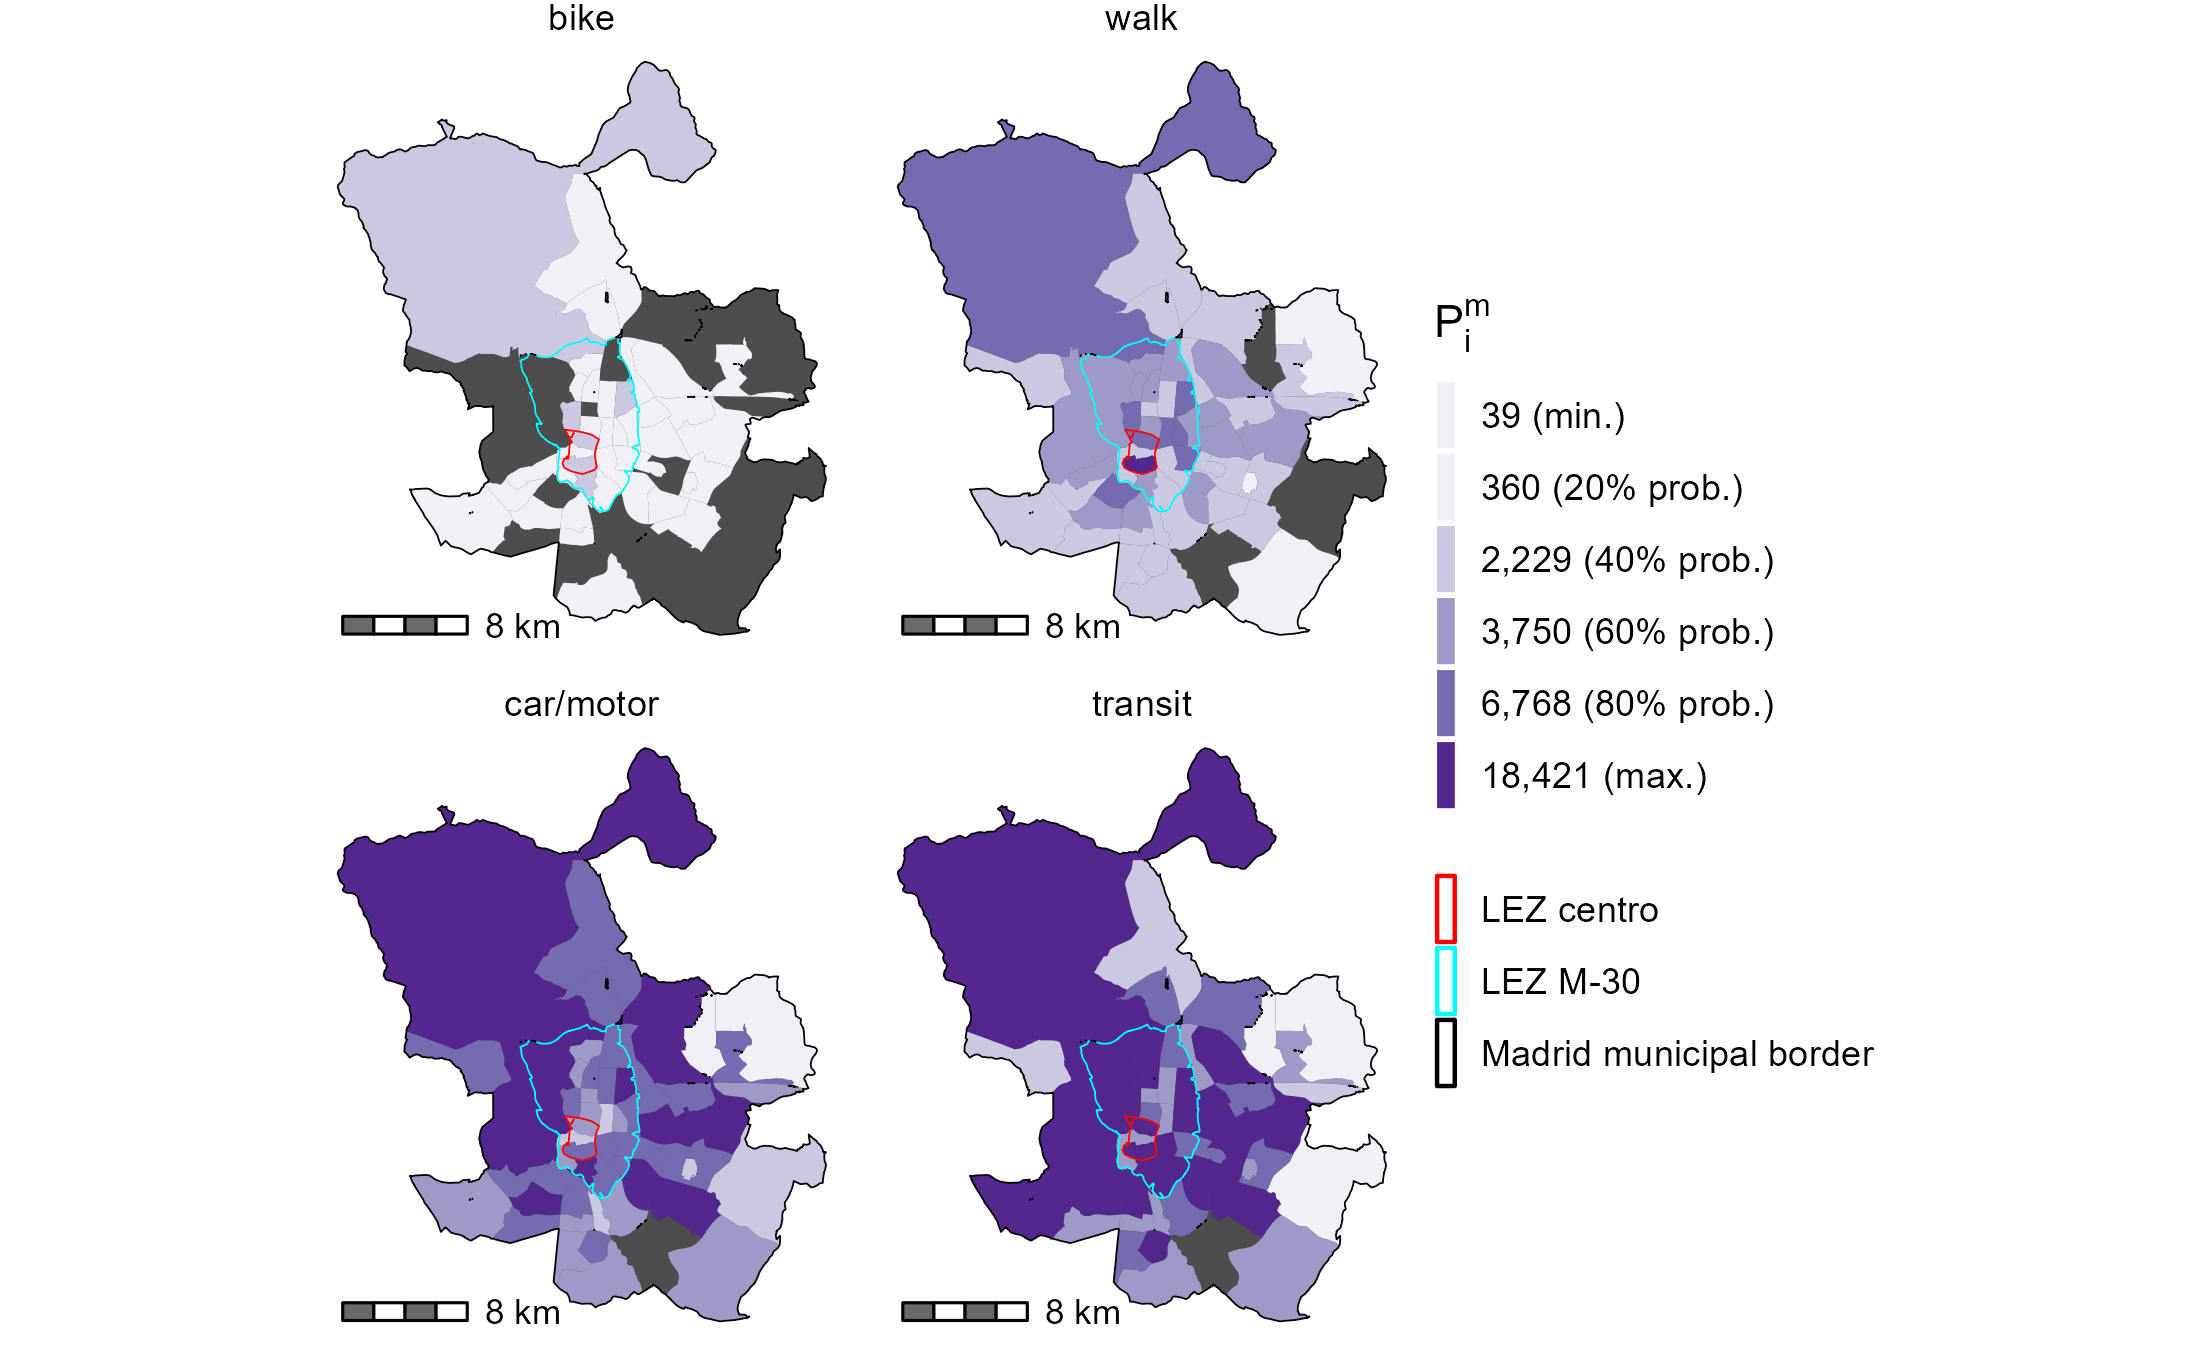 bike
walk
8 km
8 km
car/motor
transit
8 km
8 km
P_i^m
39 (min.)
360 (20% prob.)
2,229 (40% prob.)
3,750 (60% prob.)
6,768 (80% prob.)
18,421 (max.)
LEZ centro
LEZ M-30
Madrid municipal border